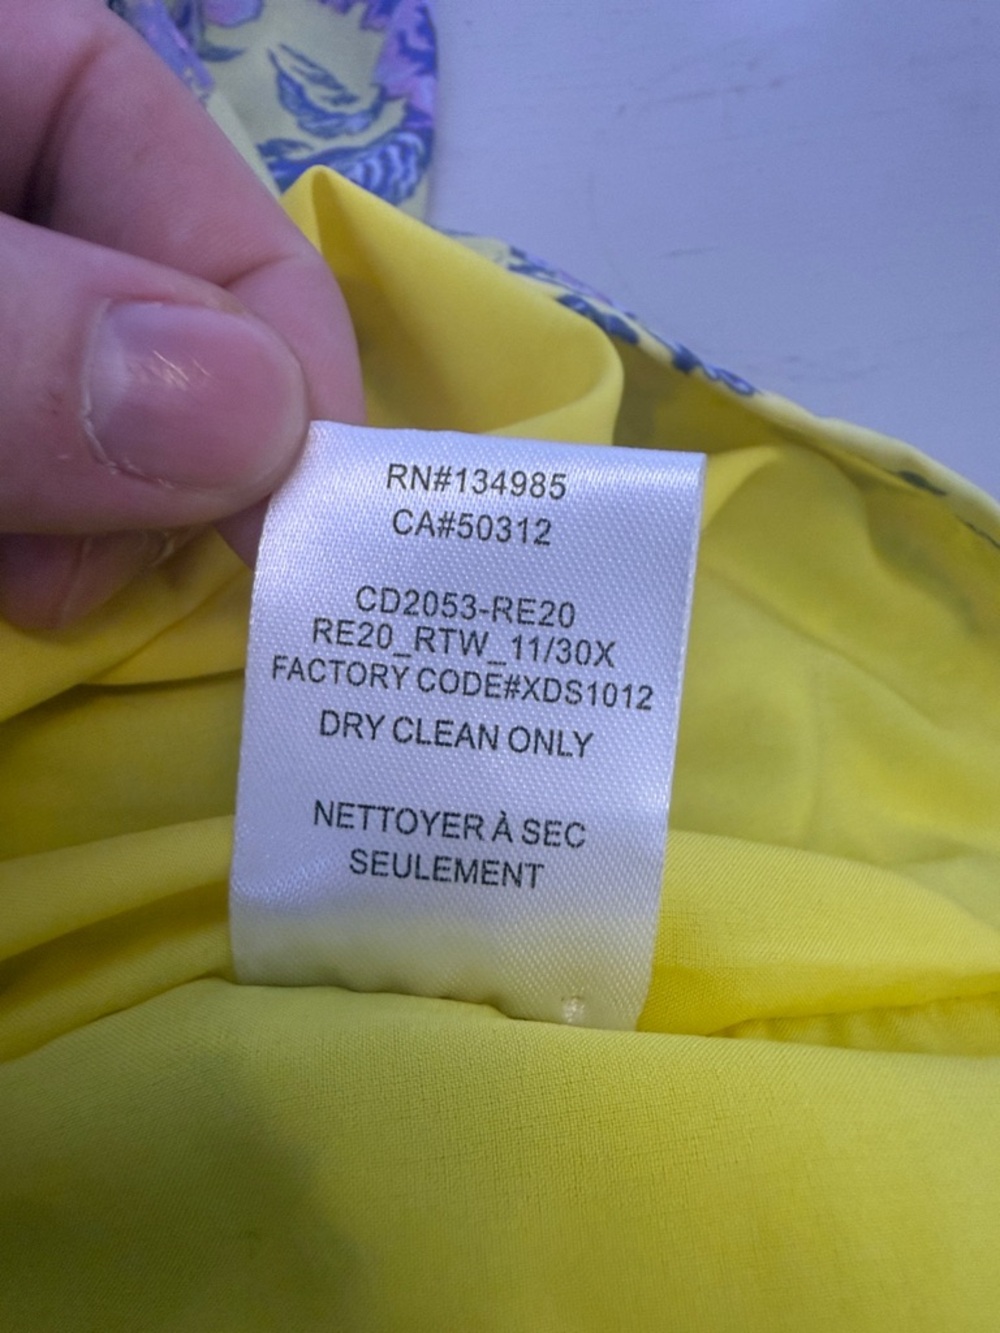 RN#134985
CA#50312
CD2053-RE20
RE20_RTW_11/30X
FACTORY CODE#XDS1012
DRY CLEAN ONLY
NETTOYER À SEC
SEULEMENT